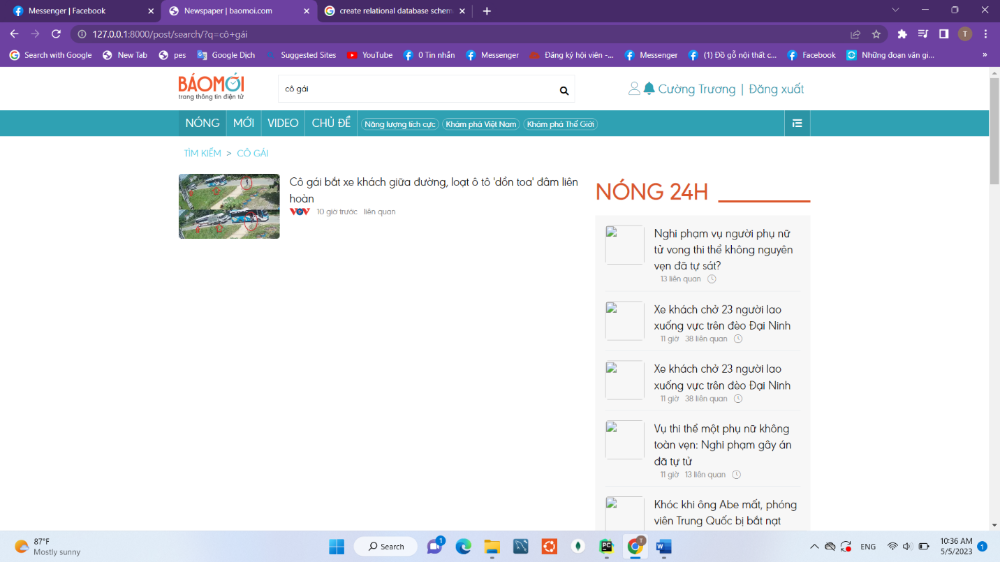 Messenger | Facebook
Newspaper | baomoi.com
create relational database schem
127.0.0.1:8000/post/search/?q=cô+gái
T
Search with Google
New Tab
pes
Google Dịch
Suggested Sites
YouTube
0 Tin nhắn
Messenger
Đăng ký hội viên -...
Messenger
(1) Đồ gỗ nội thất c...
Facebook
Những đoạn văn gi...
»
BÁOMỚI
trang thông tin điện tử
cô gái
Cường Trương | Đăng xuất
NÓNG
MỚI
VIDEO
CHỦ ĐỀ
Năng lượng tích cực
Khám phá Việt Nam
Khám phá Thế Giới
TÌM KIẾM > CÔ GÁI
Cô gái bắt xe khách giữa đường, loạt ô tô 'dồn toa' đâm liên
hoàn
VOV 10 giờ trước liên quan
NÓNG 24H
Nghi phạm vụ người phụ nữ
tử vong thi thể không nguyên
vẹn đã tự sát?
13 liên quan
Xe khách chở 23 người lao
xuống vực trên đèo Đại Ninh
11 giờ 38 liên quan
Xe khách chở 23 người lao
xuống vực trên đèo Đại Ninh
11 giờ 38 liên quan
Vụ thi thể một phụ nữ không
toàn vẹn: Nghi phạm gây án
đã tự tử
11 giờ 13 liên quan
Khóc khi ông Abe mất, phóng
viên Trung Quốc bị bắt nạt
87°F
Mostly sunny
Search
1
PC
T
W
ENG
10:36 AM
5/5/2023
1